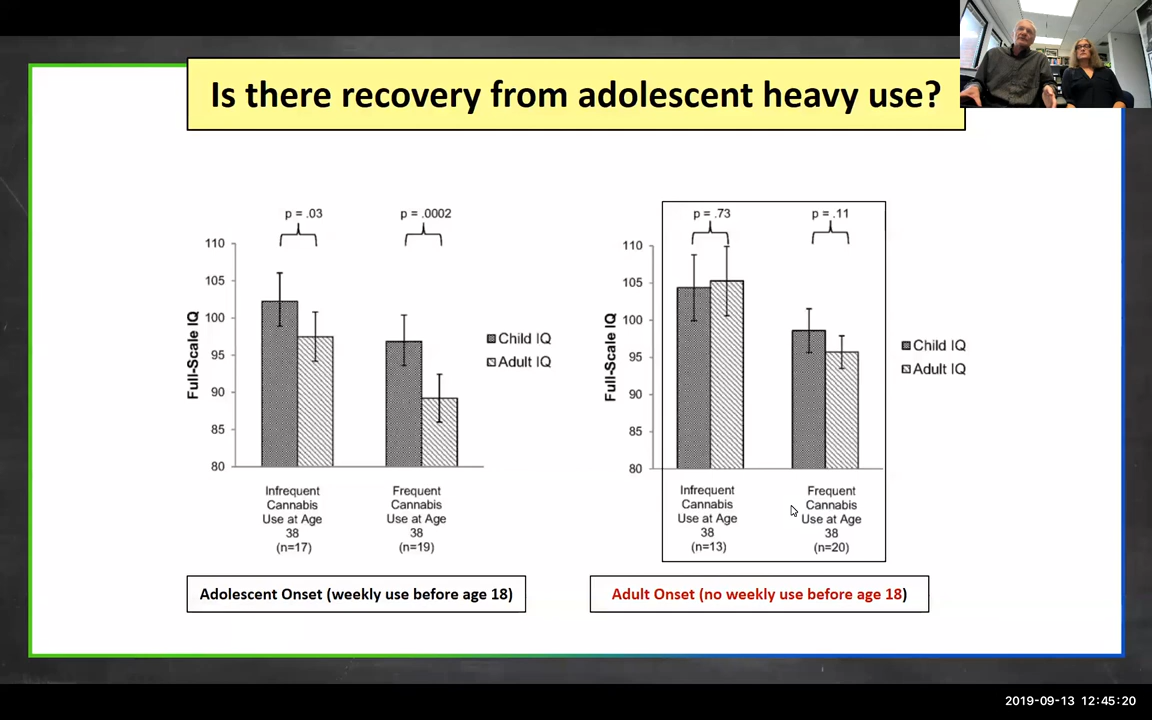 Is there recovery from adolescent heavy use?
p = .03
p = .0002
110
105
100
95
90
85
80
Full-Scale IQ
Child IQ
Adult IQ
Infrequent
Cannabis
Use at Age
38
(n=17)
Frequent
Cannabis
Use at Age
38
(n=19)
Adolescent Onset (weekly use before age 18)
p = .73
p = .11
110
105
100
95
90
85
80
Full-Scale IQ
Child IQ
Adult IQ
Infrequent
Cannabis
Use at Age
38
(n=13)
Frequent
Cannabis
Use at Age
38
(n=20)
Adult Onset (no weekly use before age 18)
2019-09-13 12:45:20